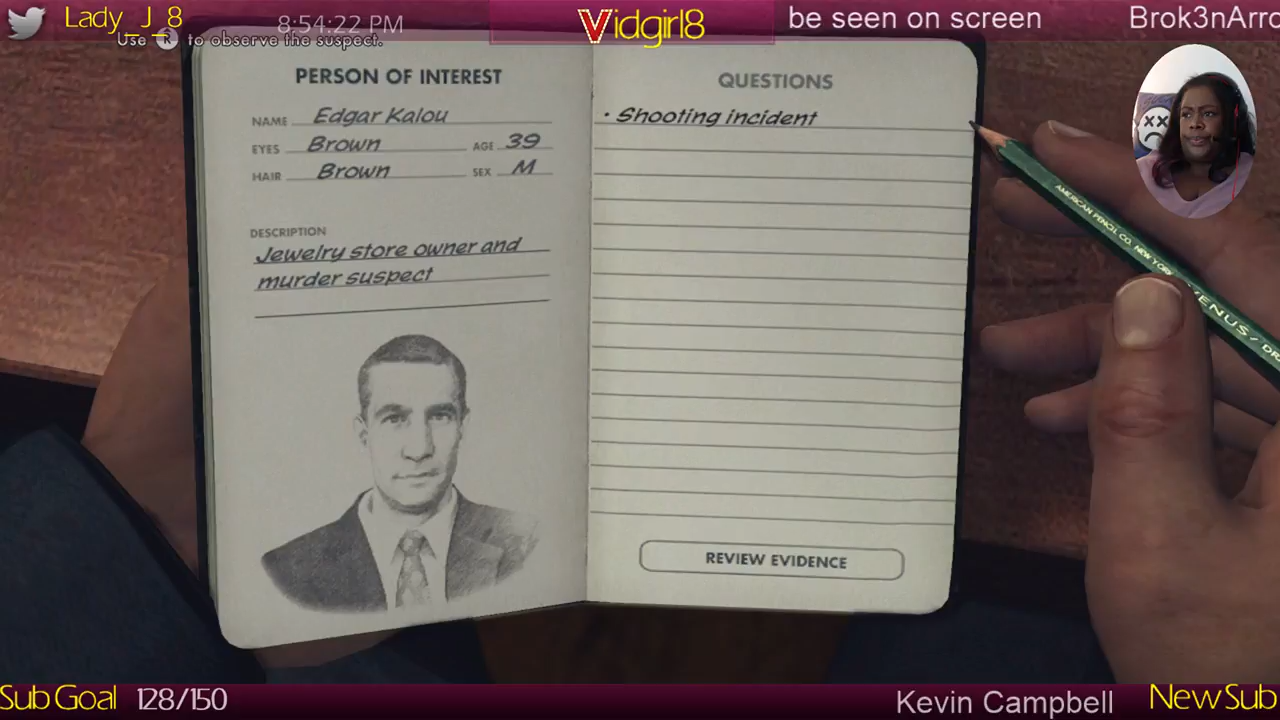 Lady_J_8
8:54:22 PM
Vidgirl8
be seen on screen
Brok3nArro
Use R to observe the suspect.
PERSON OF INTEREST
NAME Edgar Kalou
EYES Brown AGE 39
HAIR Brown SEX M
DESCRIPTION
Jewelry store owner and
murder suspect
QUESTIONS
• Shooting incident
REVIEW EVIDENCE
AMERICAN PENCIL CO. NEW YORK
VENUS / DR
Sub Goal 128/150
Kevin Campbell
New Sub